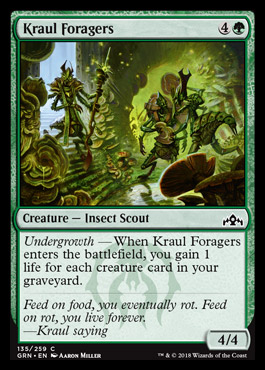 Kraul Foragers 4
Creature — Insect Scout
Undergrowth — When Kraul Foragers
enters the battlefield, you gain 1
life for each creature card in your
graveyard.
Feed on food, you eventually rot. Feed
on rot, you live forever.
—Kraul saying
4/4
135/259 C
GRN • EN Aaron Miller
™ & © 2018 Wizards of the Coast